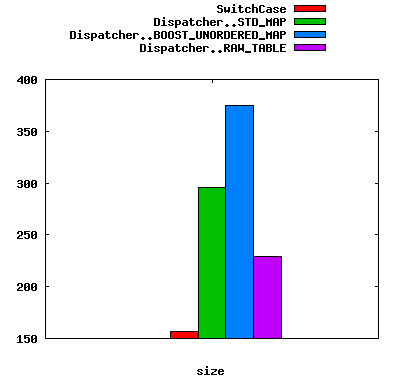 SwitchCase
Dispatcher..STD_MAP
Dispatcher..BOOST_UNORDERED_MAP
Dispatcher..RAW_TABLE
400
350
300
250
200
150
size